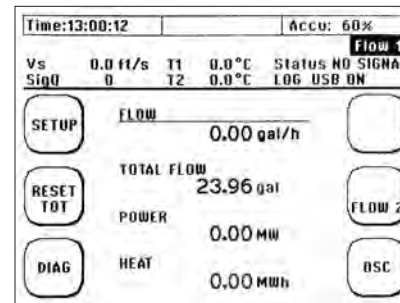 Time:13:00:12 Accu: 60%
Flow 1
Vs 0.0 ft/s T1 0.0°C Status NO SIGNA
SigQ 0 T2 0.0°C LOG USB ON
SETUP
FLOW
0.00 gal/h
RESET TOT
TOTAL FLOW
23.96 gal
FLOW 2
POWER
0.00 MW
DIAG
HEAT
0,00 MWh
OSC